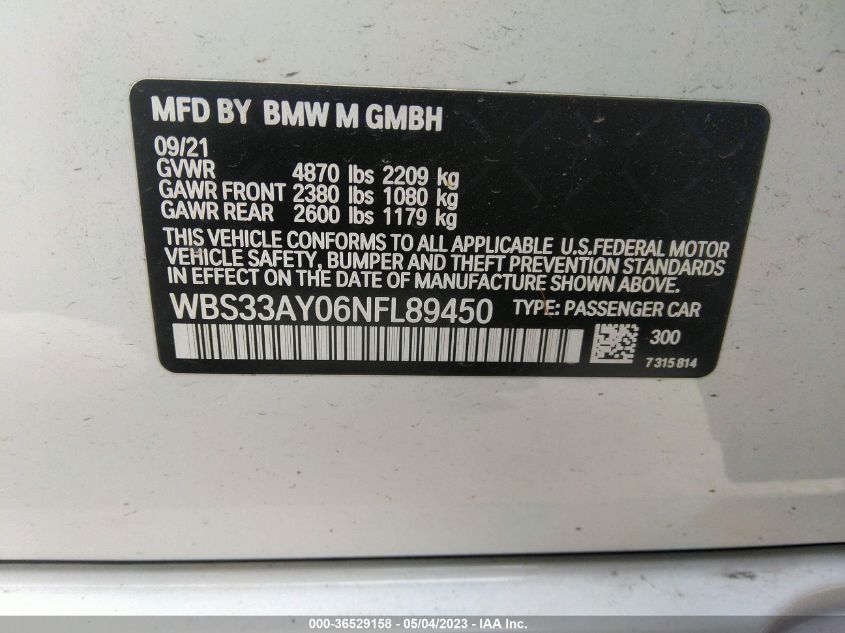 MFD BY BMW M GMBH
09/21
GVWR 4870 lbs 2209 kg
GAWR FRONT 2380 lbs 1080 kg
GAWR REAR 2600 lbs 1179 kg
THIS VEHICLE CONFORMS TO ALL APPLICABLE U.S.FEDERAL MOTOR
VEHICLE SAFETY, BUMPER AND THEFT PREVENTION STANDARDS
IN EFFECT ON THE DATE OF MANUFACTURE SHOWN ABOVE.
WBS33AY06NFL89450 TYPE: PASSENGER CAR
300
7315814
000-36529158 - 05/04/2023 - IAA Inc.